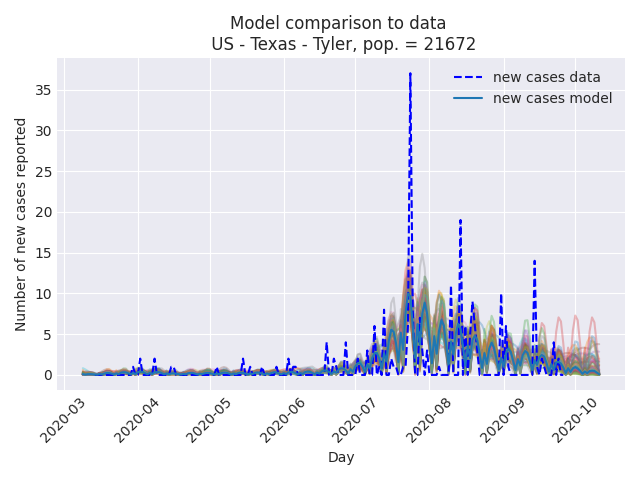 Model comparison to data
US - Texas - Tyler, pop. = 21672
new cases data
new cases model
Number of new cases reported
35
30
25
20
15
10
5
0
2020-03
2020-04
2020-05
2020-06
2020-07
2020-08
2020-09
2020-10
Day